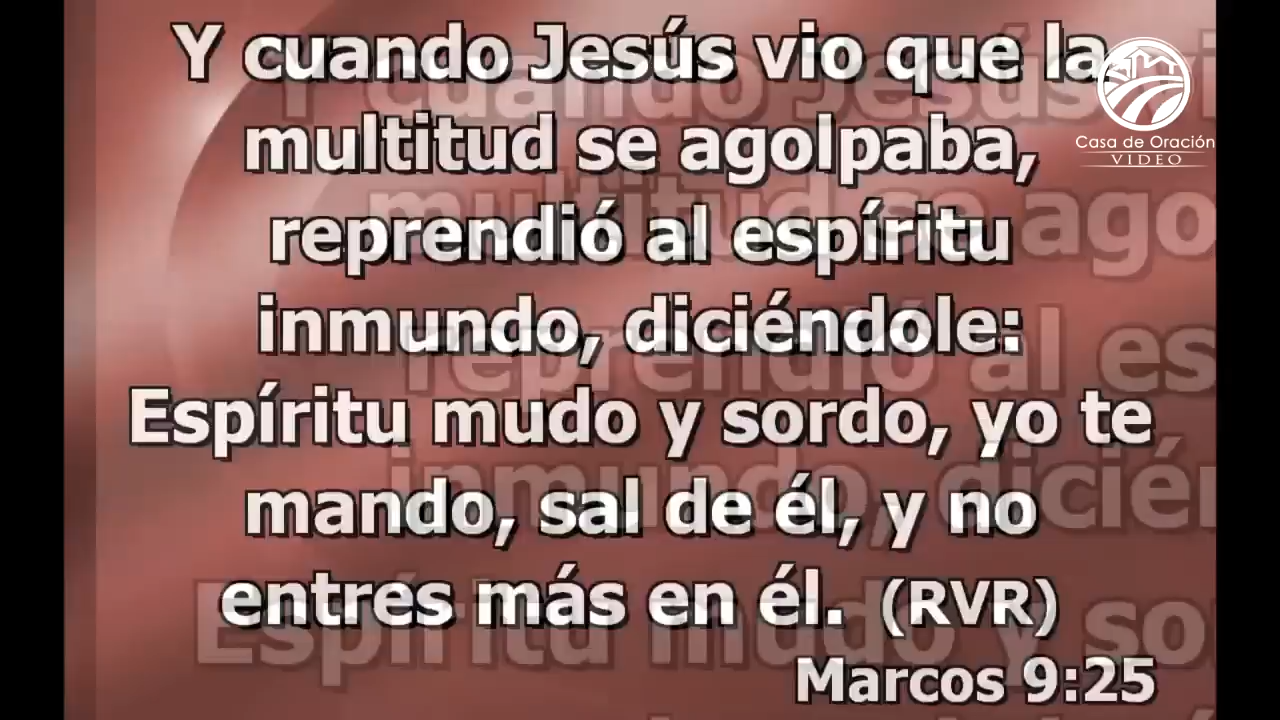 Y cuando Jesús vio que la
multitud se agolpaba,
reprendió al espíritu
inmundo, diciéndole:
Espíritu mudo y sordo, yo te
mando, sal de él, y no
entres más en él. (RVR)
Marcos 9:25
Casa de Oración
VIDEO